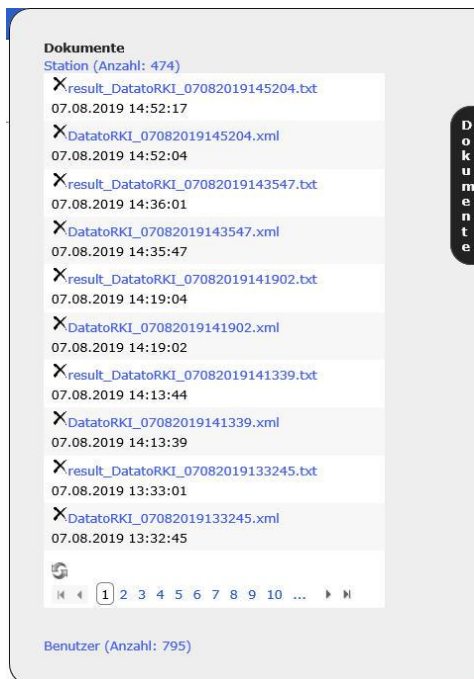 Dokumente
Station (Anzahl: 474)
result_DatatoRKI_07082019145204.txt
07.08.2019 14:52:17
DatatoRKI_07082019145204.xml
07.08.2019 14:52:04
result_DatatoRKI_07082019143547.txt
07.08.2019 14:36:01
DatatoRKI_07082019143547.xml
07.08.2019 14:35:47
result_DatatoRKI_07082019141902.txt
07.08.2019 14:19:04
DatatoRKI_07082019141902.xml
07.08.2019 14:19:02
result_DatatoRKI_07082019141339.txt
07.08.2019 14:13:44
DatatoRKI_07082019141339.xml
07.08.2019 14:13:39
result_DatatoRKI_07082019133245.txt
07.08.2019 13:33:01
DatatoRKI_07082019133245.xml
07.08.2019 13:32:45
1 2 3 4 5 6 7 8 9 10 ...
Benutzer (Anzahl: 795)
Dokumente